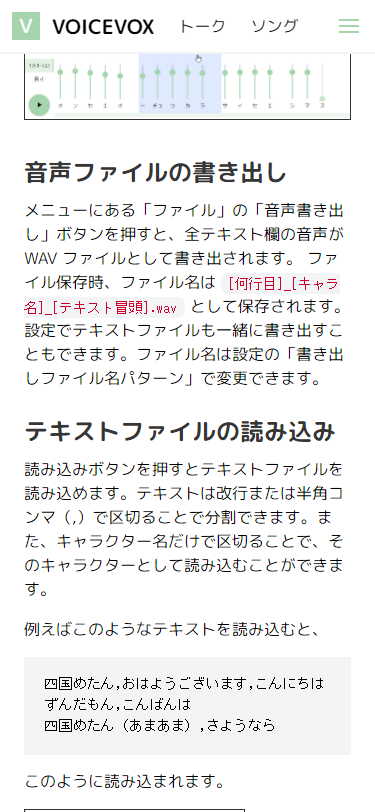 V VOICEVOX トーク ソング
長さ
オ ン セ エ オ ト チョ ウ カ ラ サ イ セ エ シ マ ス
音声ファイルの書き出し
メニューにある「ファイル」の「音声書き出
し」ボタンを押すと、全テキスト欄の音声が
WAV ファイルとして書き出されます。 ファ
イル保存時、ファイル名は [何行目]_[キャラ
名]_[テキスト冒頭].wav として保存されます。
設定でテキストファイルも一緒に書き出すこ
ともできます。ファイル名は設定の「書き出
しファイル名パターン」で変更できます。
テキストファイルの読み込み
読み込みボタンを押すとテキストファイルを
読み込めます。テキストは改行または半角コ
ンマ（,）で区切ることで分割できます。ま
た、キャラクター名だけで区切ることで、そ
のキャラクターとして読み込むことができま
す。
例えばこのようなテキストを読み込むと、
四国めたん,おはようございます,こんにちは
ずんだもん,こんばんは
四国めたん（あまあま）,さようなら
このように読み込まれます。